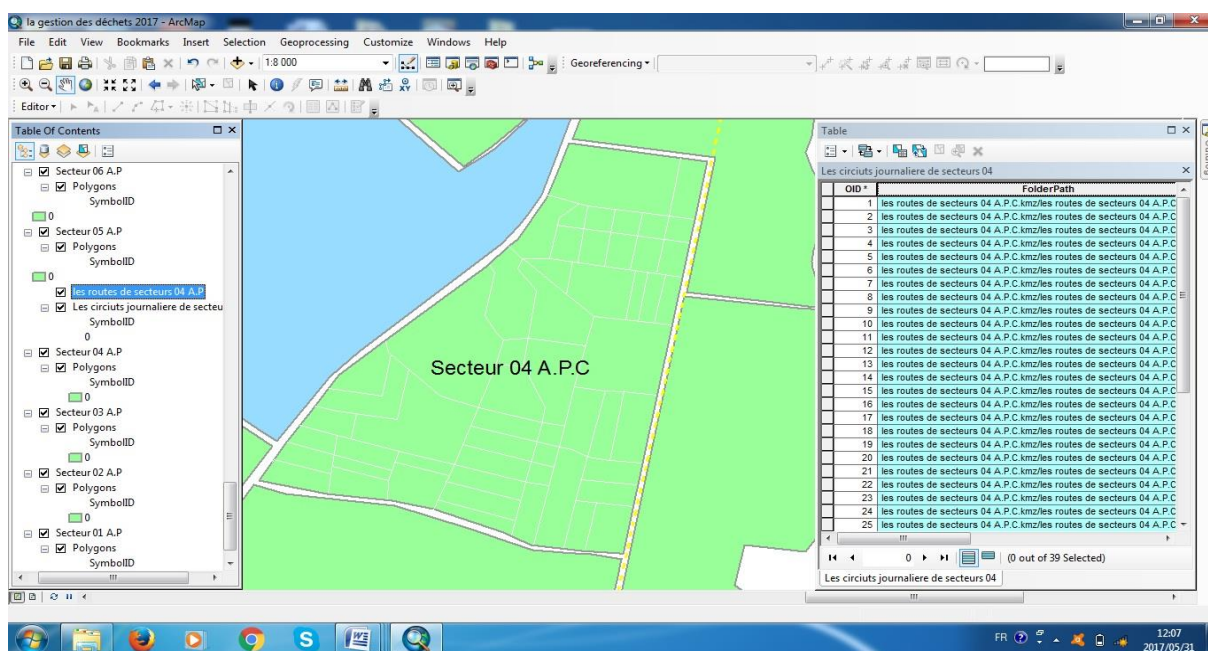 la gestion des déchets 2017 - ArcMap
File Edit View Bookmarks Insert Selection Geoprocessing Customize Windows Help
1:8 000
Georeferencing
Editor
Table Of Contents
Secteur 06 A.P
Polygons
SymbolID
0
Secteur 05 A.P
Polygons
SymbolID
0
les routes de secteurs 04 A.P
Les circiuts journaliere de secteu
SymbolID
0
Secteur 04 A.P
Polygons
SymbolID
0
Secteur 03 A.P
Polygons
SymbolID
0
Secteur 02 A.P
Polygons
SymbolID
0
Secteur 01 A.P
Polygons
SymbolID
Secteur 04 A.P.C
Table
Les circiuts journaliere de secteurs 04
OID * FolderPath
1 les routes de secteurs 04 A.P.C.kmz/les routes de secteurs 04 A.P.C
2 les routes de secteurs 04 A.P.C.kmz/les routes de secteurs 04 A.P.C
3 les routes de secteurs 04 A.P.C.kmz/les routes de secteurs 04 A.P.C
4 les routes de secteurs 04 A.P.C.kmz/les routes de secteurs 04 A.P.C
5 les routes de secteurs 04 A.P.C.kmz/les routes de secteurs 04 A.P.C
6 les routes de secteurs 04 A.P.C.kmz/les routes de secteurs 04 A.P.C
7 les routes de secteurs 04 A.P.C.kmz/les routes de secteurs 04 A.P.C
8 les routes de secteurs 04 A.P.C.kmz/les routes de secteurs 04 A.P.C
9 les routes de secteurs 04 A.P.C.kmz/les routes de secteurs 04 A.P.C
10 les routes de secteurs 04 A.P.C.kmz/les routes de secteurs 04 A.P.C
11 les routes de secteurs 04 A.P.C.kmz/les routes de secteurs 04 A.P.C
12 les routes de secteurs 04 A.P.C.kmz/les routes de secteurs 04 A.P.C
13 les routes de secteurs 04 A.P.C.kmz/les routes de secteurs 04 A.P.C
14 les routes de secteurs 04 A.P.C.kmz/les routes de secteurs 04 A.P.C
15 les routes de secteurs 04 A.P.C.kmz/les routes de secteurs 04 A.P.C
16 les routes de secteurs 04 A.P.C.kmz/les routes de secteurs 04 A.P.C
17 les routes de secteurs 04 A.P.C.kmz/les routes de secteurs 04 A.P.C
18 les routes de secteurs 04 A.P.C.kmz/les routes de secteurs 04 A.P.C
19 les routes de secteurs 04 A.P.C.kmz/les routes de secteurs 04 A.P.C
20 les routes de secteurs 04 A.P.C.kmz/les routes de secteurs 04 A.P.C
21 les routes de secteurs 04 A.P.C.kmz/les routes de secteurs 04 A.P.C
22 les routes de secteurs 04 A.P.C.kmz/les routes de secteurs 04 A.P.C
23 les routes de secteurs 04 A.P.C.kmz/les routes de secteurs 04 A.P.C
24 les routes de secteurs 04 A.P.C.kmz/les routes de secteurs 04 A.P.C
25 les routes de secteurs 04 A.P.C.kmz/les routes de secteurs 04 A.P.C
0 (0 out of 39 Selected)
Les circiuts journaliere de secteurs 04
FR 12:07
2017/05/31